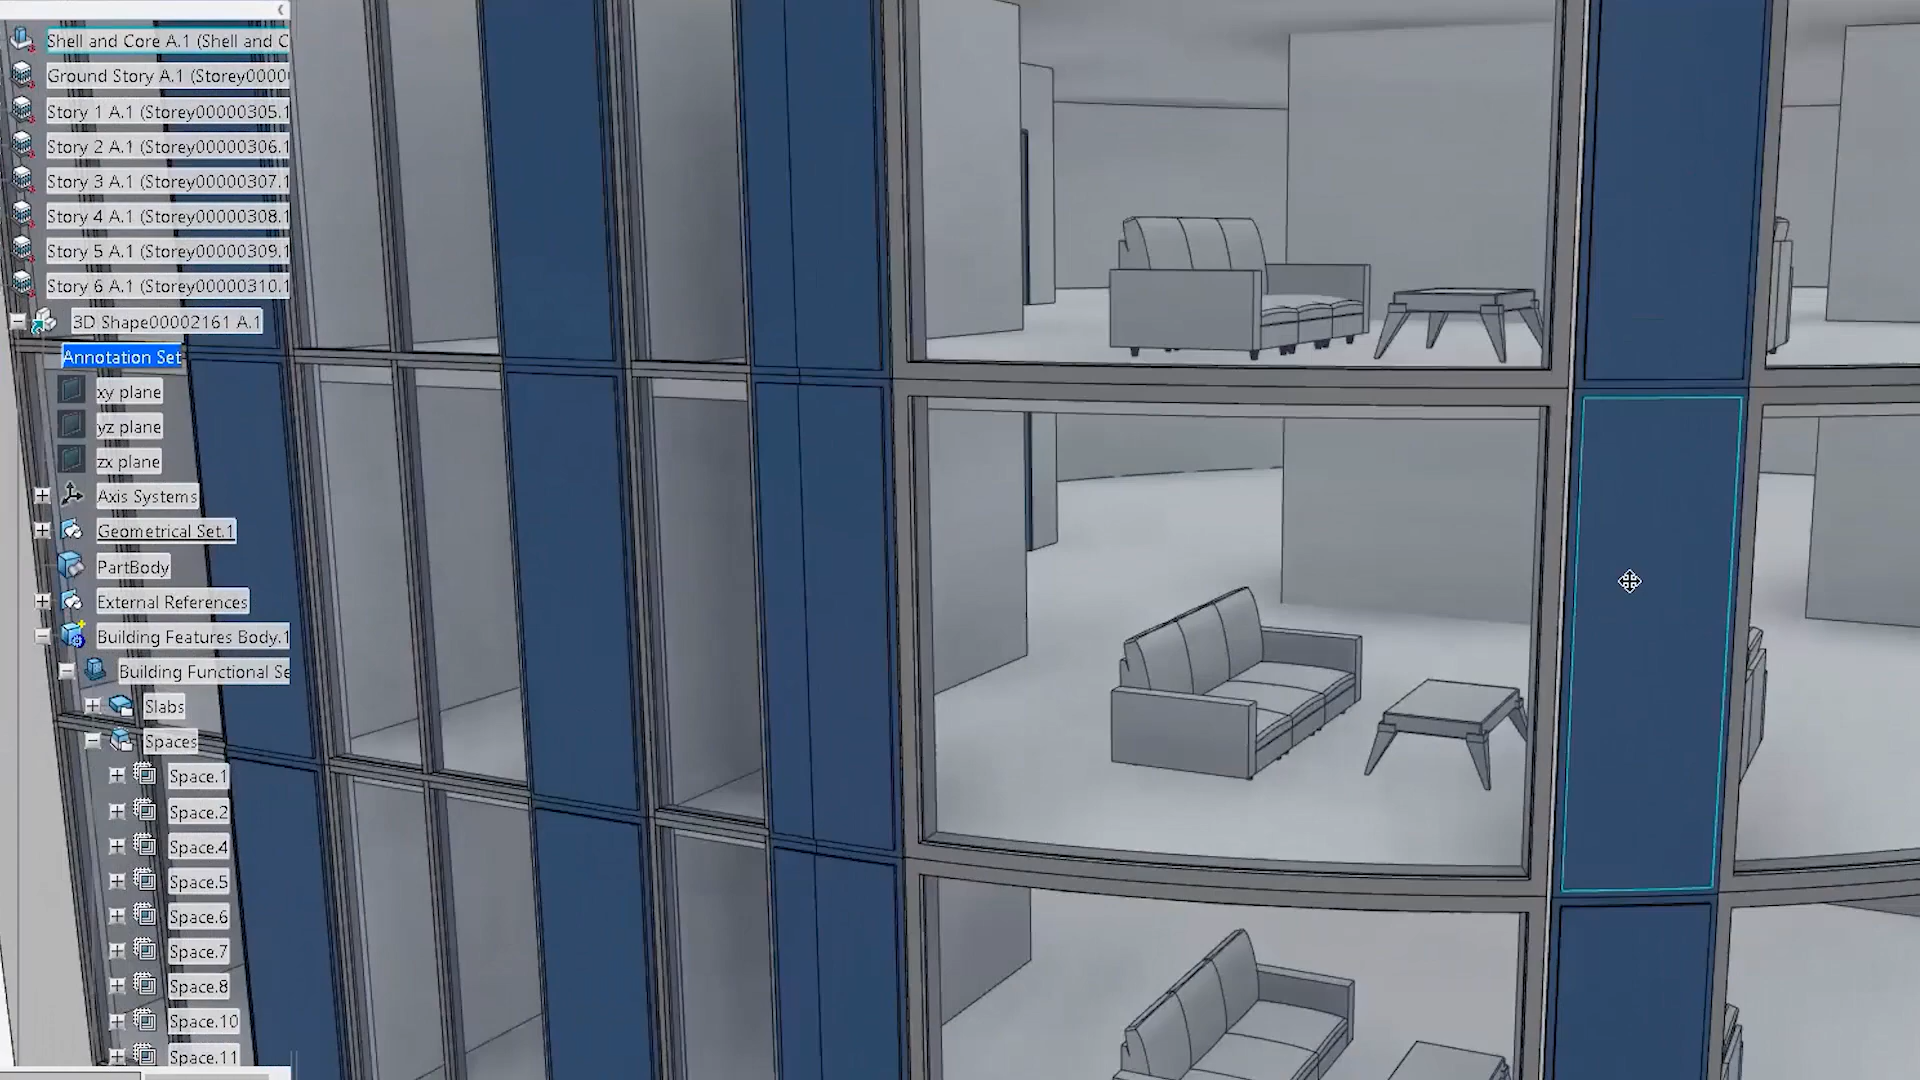 Shell and Core A.1 (Shell and C
Ground Story A.1 (Storey0000
Story 1 A.1 (Storey00000305.1
Story 2 A.1 (Storey00000306.1
Story 3 A.1 (Storey00000307.1
Story 4 A.1 (Storey00000308.1
Story 5 A.1 (Storey00000309.1
Story 6 A.1 (Storey00000310.1
3D Shape00002161 A.1
Annotation Set
xy plane
yz plane
zx plane
Axis Systems
Geometrical Set.1
PartBody
External References
Building Features Body.1
Building Functional Se
Slabs
Spaces
Space.1
Space.2
Space.4
Space.5
Space.6
Space.7
Space.8
Space.10
Space.11